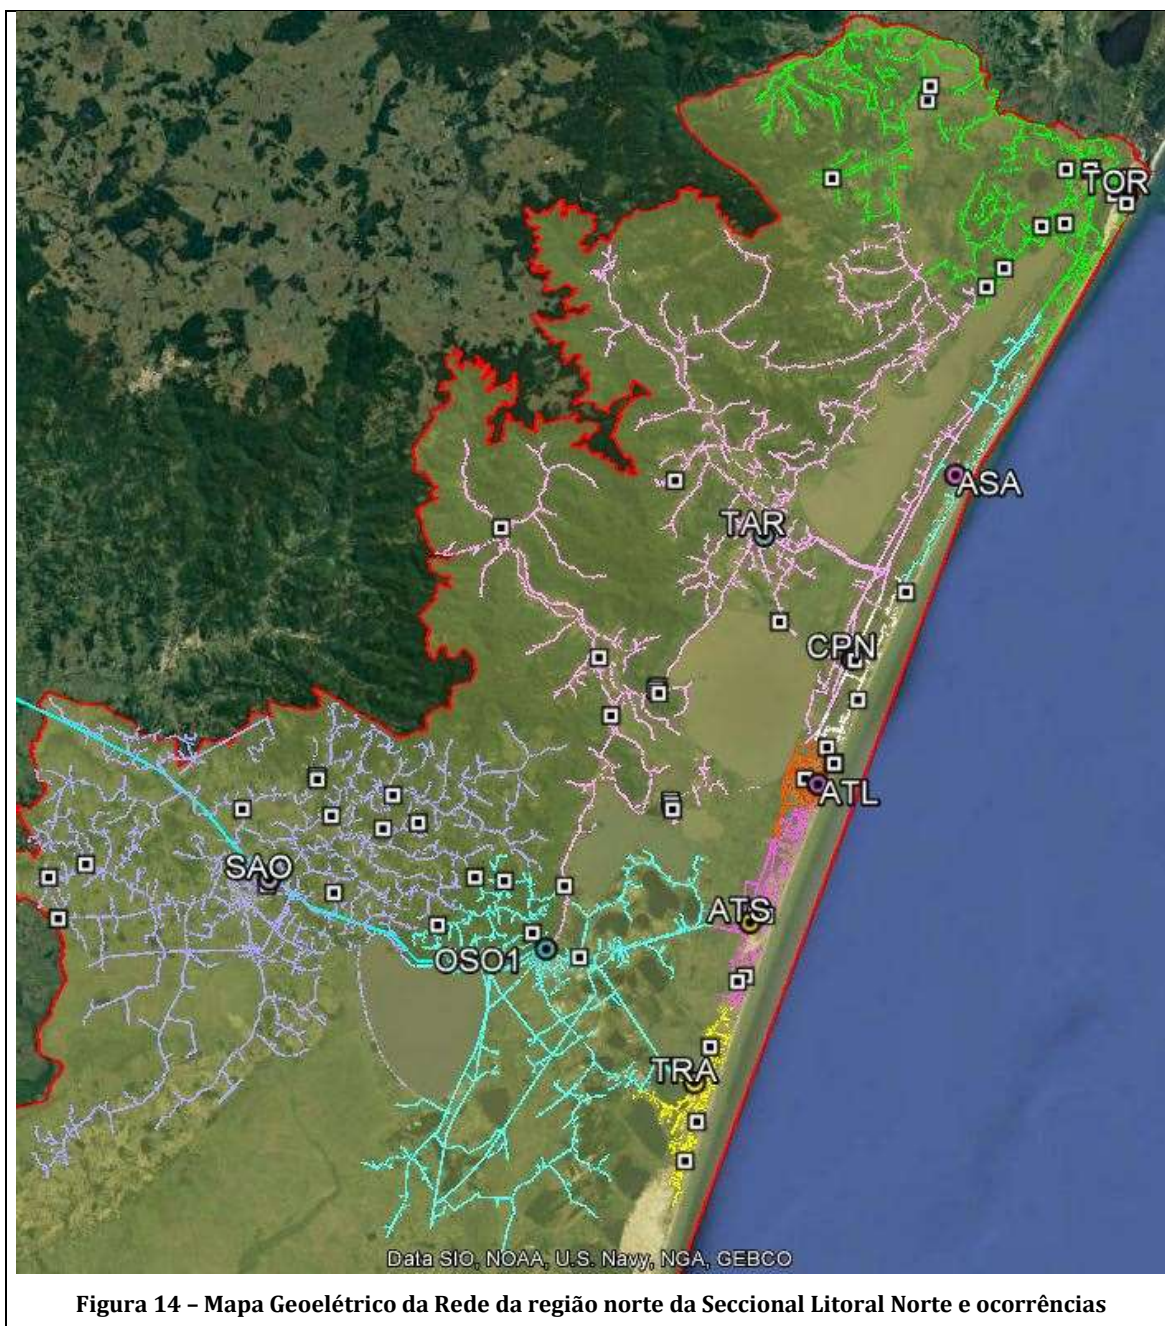 TOR
ASA
TAR
CPN
ATL
SAO
ATS
OSO1
TRA
Data SIO, NOAA, U.S. Navy, NGA, GEBCO
Figura 14 – Mapa Geoelétrico da Rede da região norte da Seccional Litoral Norte e ocorrências